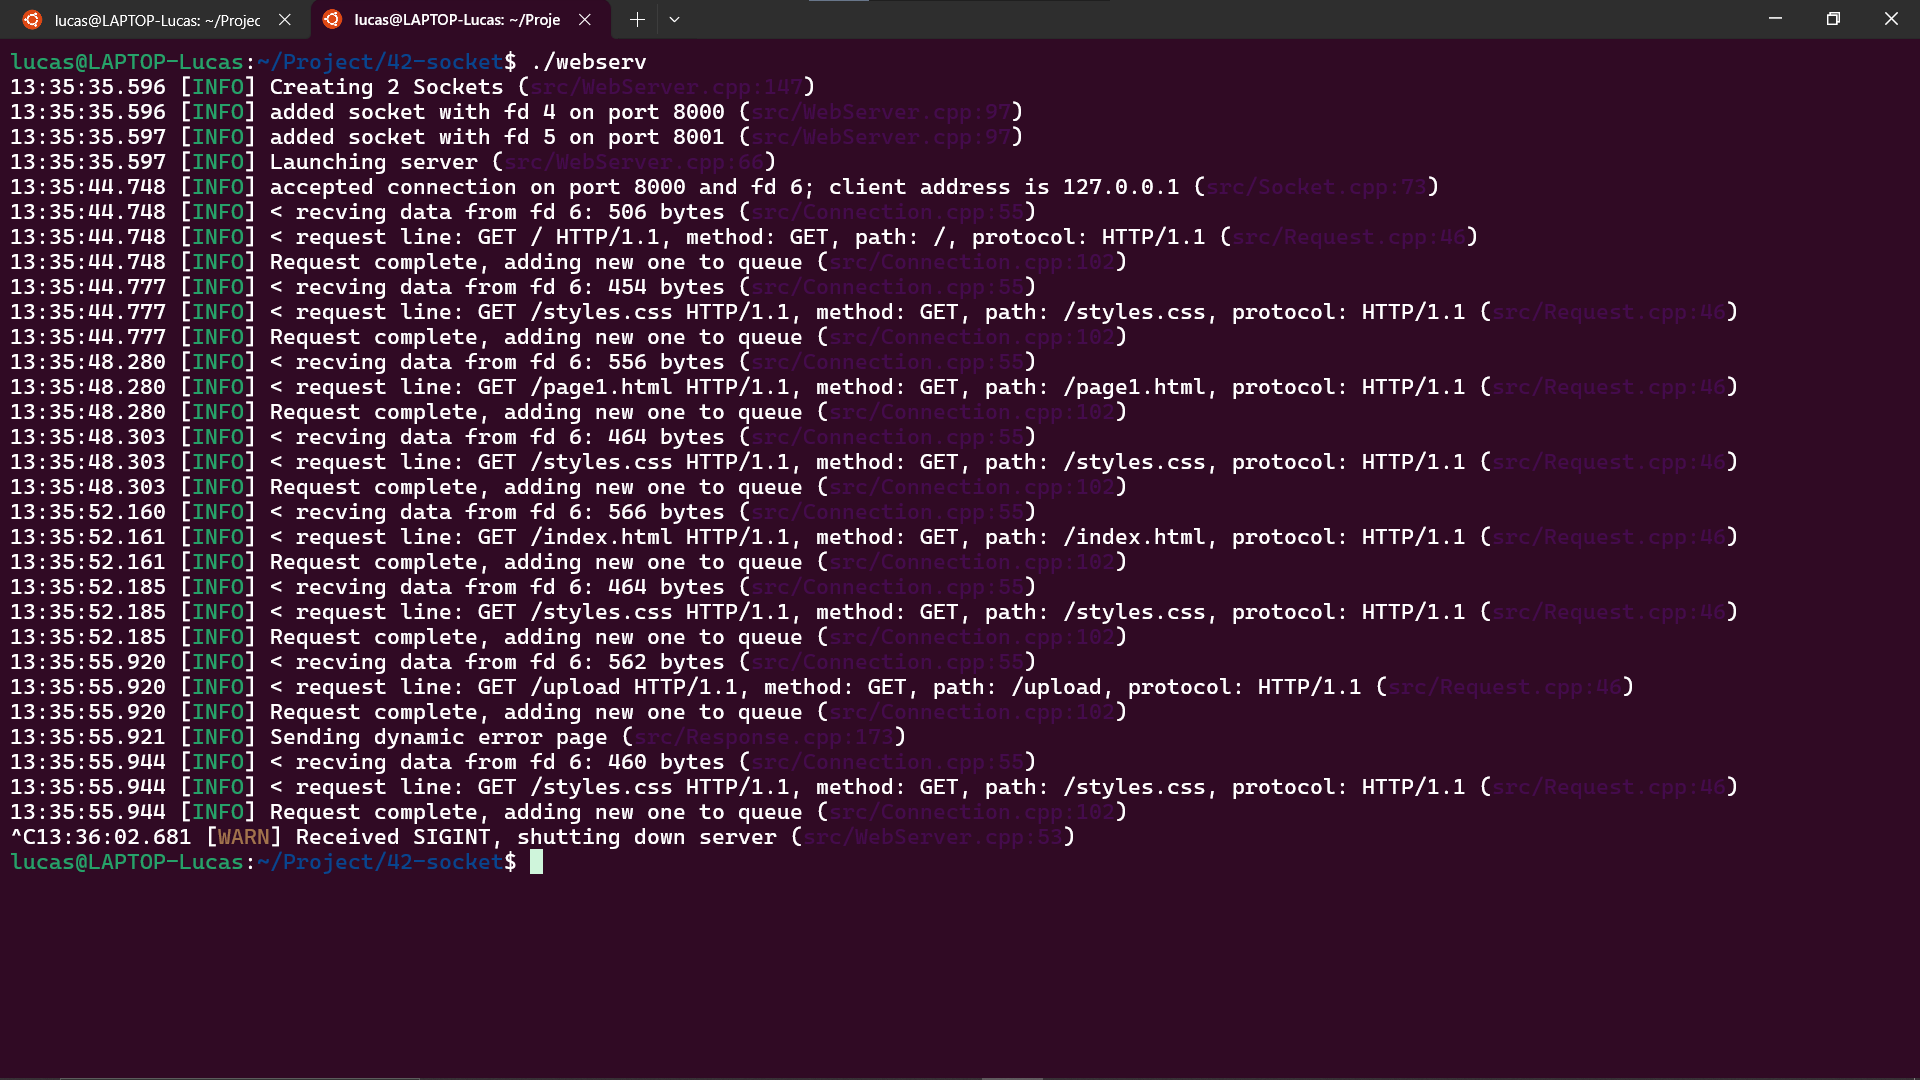 lucas@LAPTOP-Lucas: ~/Projec
lucas@LAPTOP-Lucas: ~/Proje
lucas@LAPTOP-Lucas:~/Project/42-socket$ ./webserv
13:35:35.596 [INFO] Creating 2 Sockets (src/WebServer.cpp:147)
13:35:35.596 [INFO] added socket with fd 4 on port 8000 (src/WebServer.cpp:97)
13:35:35.597 [INFO] added socket with fd 5 on port 8001 (src/WebServer.cpp:97)
13:35:35.597 [INFO] Launching server (src/WebServer.cpp:66)
13:35:44.748 [INFO] accepted connection on port 8000 and fd 6; client address is 127.0.0.1 (src/Socket.cpp:73)
13:35:44.748 [INFO] < recving data from fd 6: 506 bytes (src/Connection.cpp:55)
13:35:44.748 [INFO] < request line: GET / HTTP/1.1, method: GET, path: /, protocol: HTTP/1.1 (src/Request.cpp:46)
13:35:44.748 [INFO] Request complete, adding new one to queue (src/Connection.cpp:102)
13:35:44.777 [INFO] < recving data from fd 6: 454 bytes (src/Connection.cpp:55)
13:35:44.777 [INFO] < request line: GET /styles.css HTTP/1.1, method: GET, path: /styles.css, protocol: HTTP/1.1 (src/Request.cpp:46)
13:35:44.777 [INFO] Request complete, adding new one to queue (src/Connection.cpp:102)
13:35:48.280 [INFO] < recving data from fd 6: 556 bytes (src/Connection.cpp:55)
13:35:48.280 [INFO] < request line: GET /page1.html HTTP/1.1, method: GET, path: /page1.html, protocol: HTTP/1.1 (src/Request.cpp:46)
13:35:48.280 [INFO] Request complete, adding new one to queue (src/Connection.cpp:102)
13:35:48.303 [INFO] < recving data from fd 6: 464 bytes (src/Connection.cpp:55)
13:35:48.303 [INFO] < request line: GET /styles.css HTTP/1.1, method: GET, path: /styles.css, protocol: HTTP/1.1 (src/Request.cpp:46)
13:35:48.303 [INFO] Request complete, adding new one to queue (src/Connection.cpp:102)
13:35:52.160 [INFO] < recving data from fd 6: 566 bytes (src/Connection.cpp:55)
13:35:52.161 [INFO] < request line: GET /index.html HTTP/1.1, method: GET, path: /index.html, protocol: HTTP/1.1 (src/Request.cpp:46)
13:35:52.161 [INFO] Request complete, adding new one to queue (src/Connection.cpp:102)
13:35:52.185 [INFO] < recving data from fd 6: 464 bytes (src/Connection.cpp:55)
13:35:52.185 [INFO] < request line: GET /styles.css HTTP/1.1, method: GET, path: /styles.css, protocol: HTTP/1.1 (src/Request.cpp:46)
13:35:52.185 [INFO] Request complete, adding new one to queue (src/Connection.cpp:102)
13:35:55.920 [INFO] < recving data from fd 6: 562 bytes (src/Connection.cpp:55)
13:35:55.920 [INFO] < request line: GET /upload HTTP/1.1, method: GET, path: /upload, protocol: HTTP/1.1 (src/Request.cpp:46)
13:35:55.920 [INFO] Request complete, adding new one to queue (src/Connection.cpp:102)
13:35:55.921 [INFO] Sending dynamic error page (src/Response.cpp:173)
13:35:55.944 [INFO] < recving data from fd 6: 460 bytes (src/Connection.cpp:55)
13:35:55.944 [INFO] < request line: GET /styles.css HTTP/1.1, method: GET, path: /styles.css, protocol: HTTP/1.1 (src/Request.cpp:46)
13:35:55.944 [INFO] Request complete, adding new one to queue (src/Connection.cpp:102)
^C13:36:02.681 [WARN] Received SIGINT, shutting down server (src/WebServer.cpp:53)
lucas@LAPTOP-Lucas:~/Project/42-socket$